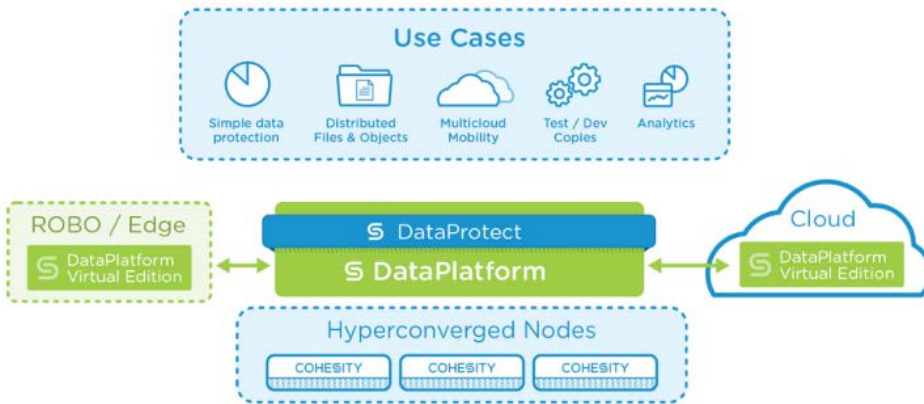 Use Cases
Simple data
protection
Distributed
Files & Objects
Multicloud
Mobility
Test / Dev
Copies
Analytics
ROBO / Edge
DataPlatform
Virtual Edition
DataProtect
DataPlatform
Cloud
DataPlatform
Virtual Edition
Hyperconverged Nodes
COHESITY
COHESITY
COHESITY